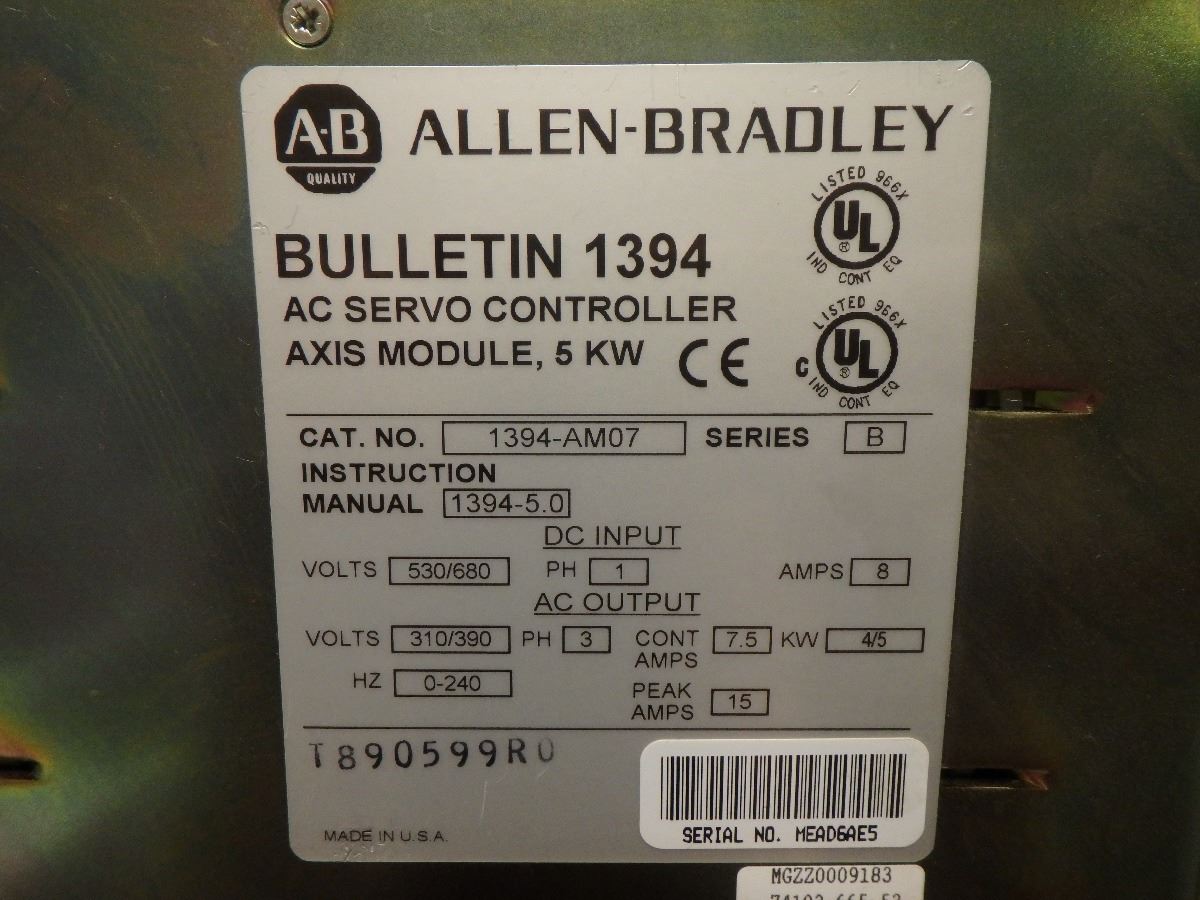 A-B ALLEN-BRADLEY
QUALITY
LISTED 966X
UL ®
IND CONT EQ
BULLETIN 1394
AC SERVO CONTROLLER
LISTED 966X
C UL ®
IND CONT EQ
AXIS MODULE, 5 KW CE
CAT. NO. 1394-AM07 SERIES B
INSTRUCTION
MANUAL 1394-5.0
DC INPUT
VOLTS 530/680 PH 1 AMPS 8
AC OUTPUT
VOLTS 310/390 PH 3 CONT AMPS 7.5 KW 4/5
HZ 0-240 PEAK AMPS 15
T890599R0
SERIAL NO. MEAD6AE5
MADE IN U.S.A.
MGZZ0009183